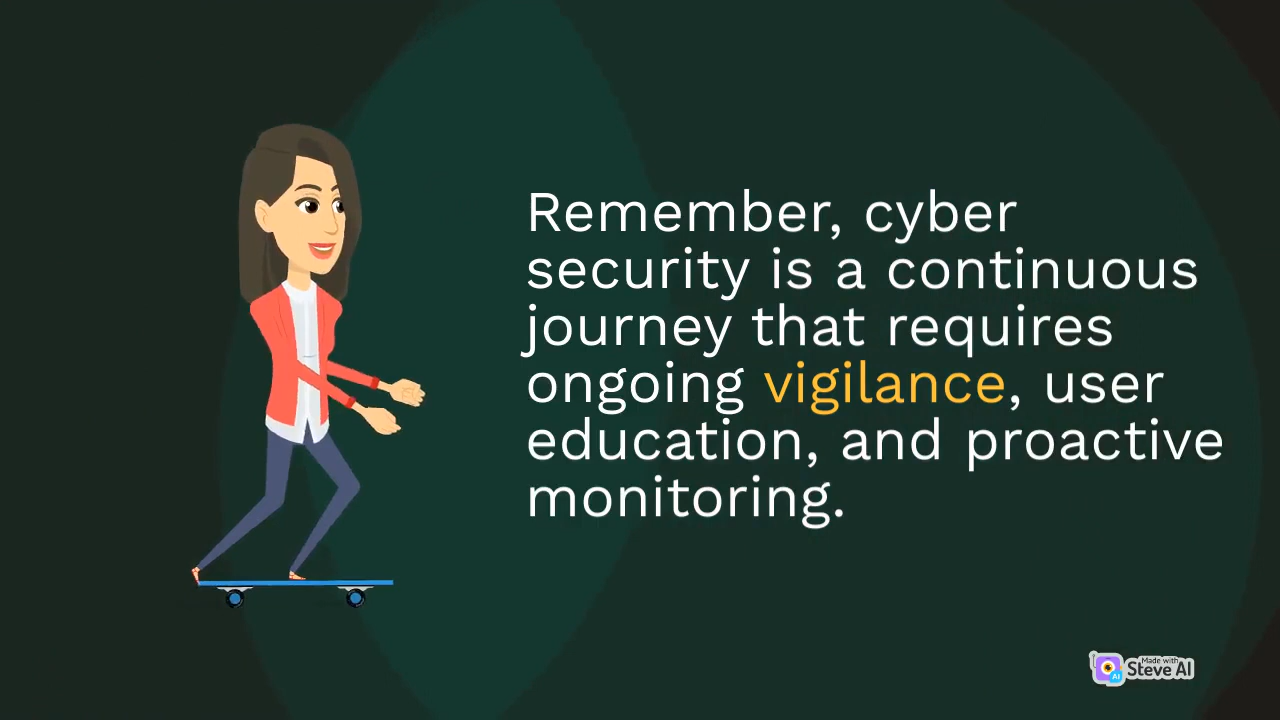 Remember, cyber
security is a continuous
journey that requires
ongoing vigilance, user
education, and proactive
monitoring.
Made with
Steve AI
AI